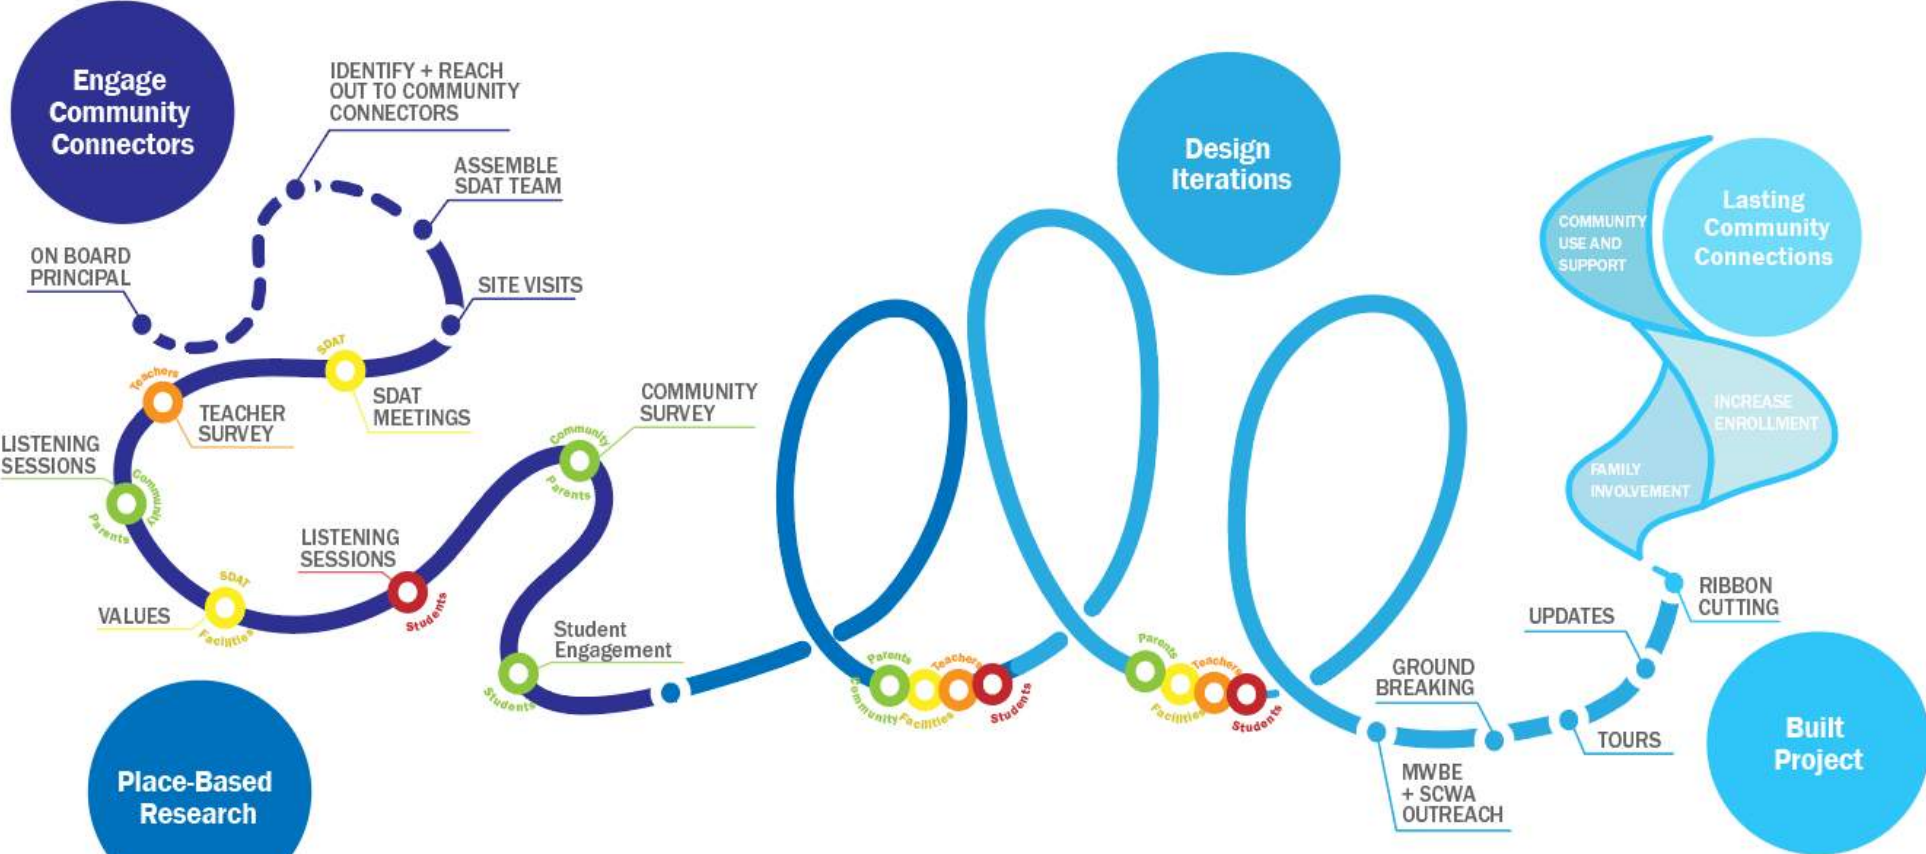 Engage
Community
Connectors
IDENTIFY + REACH
OUT TO COMMUNITY
CONNECTORS
ASSEMBLE
SDAT TEAM
ON BOARD
PRINCIPAL
SITE VISITS
SDAT
SDAT
MEETINGS
Teachers
TEACHER
SURVEY
LISTENING
SESSIONS
Community
Parents
SDAT
VALUES
Facilities
LISTENING
SESSIONS
Students
COMMUNITY
SURVEY
Community
Parents
Student
Engagement
Students
Place-Based
Research
Design
Iterations
Parents
Teachers
Community
Facilities
Students
Parents
Teachers
Facilities
Students
MWBE
+ SCWA
OUTREACH
GROUND
BREAKING
TOURS
UPDATES
RIBBON
CUTTING
Built
Project
Lasting
Community
Connections
COMMUNITY
USE AND
SUPPORT
INCREASE
ENROLLMENT
FAMILY
INVOLVEMENT